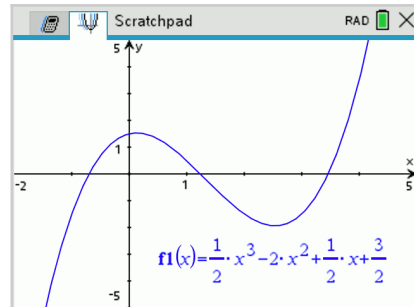 Scratchpad RAD
5 y
1
x
-2 1 5
f1(x)=1/2·x³-2·x²+1/2·x+3/2
-5